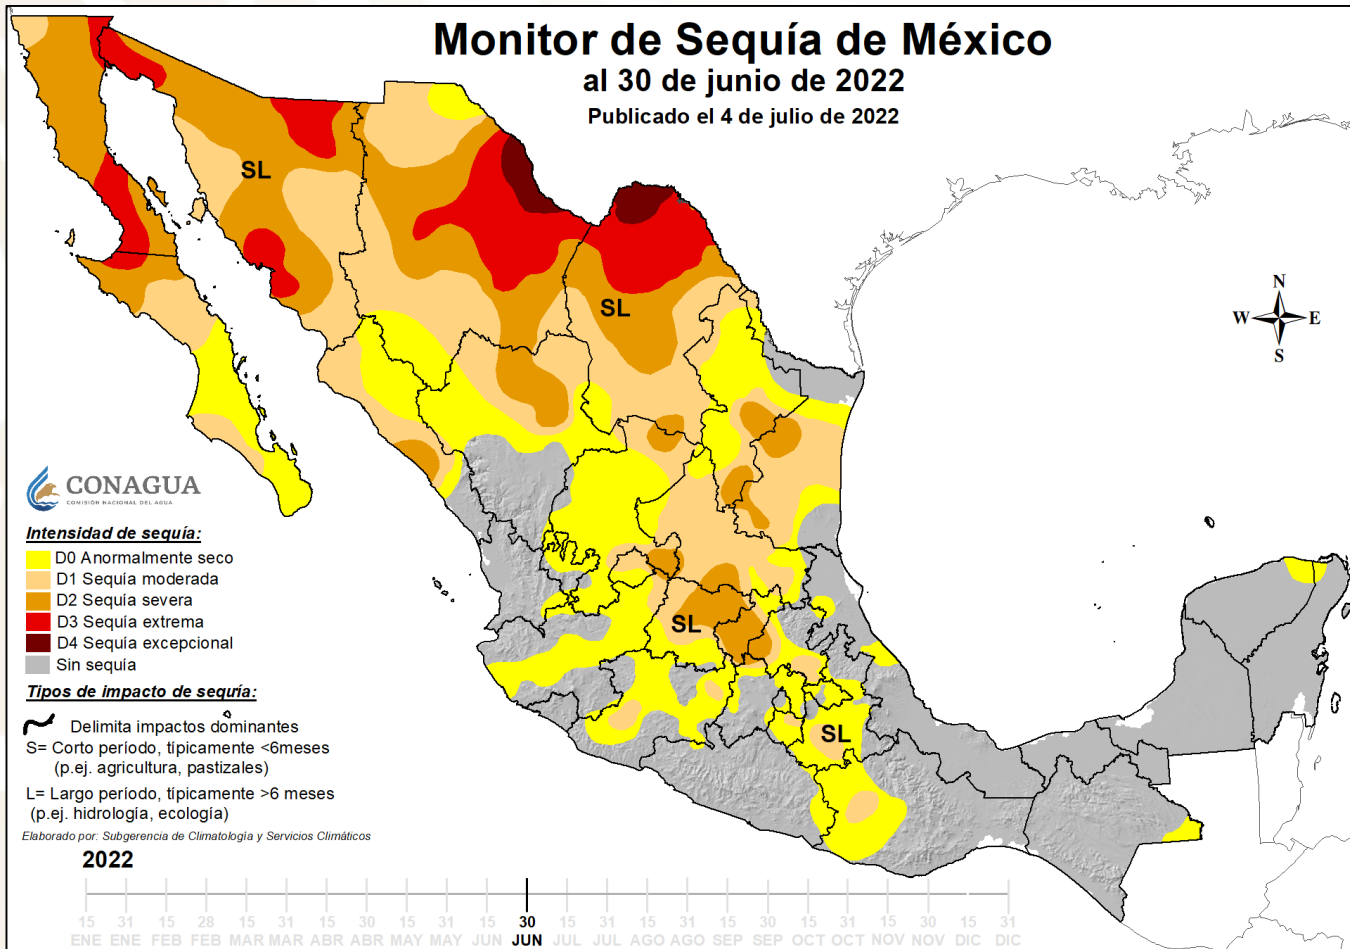 Monitor de Sequía de México
al 30 de junio de 2022
Publicado el 4 de julio de 2022
SL
SL
N
W E
S
CONAGUA
COMISIÓN NACIONAL DEL AGUA
Intensidad de sequía:
D0 Anormalmente seco
D1 Sequía moderada
D2 Sequía severa
D3 Sequía extrema
D4 Sequía excepcional
Sin sequía
SL
Tipos de impacto de sequía:
Delimita impactos dominantes
SL
S= Corto período, típicamente <6meses
(p.ej. agricultura, pastizales)
L= Largo período, típicamente >6 meses
(p.ej. hidrología, ecología)
Elaborado por: Subgerencia de Climatología y Servicios Climáticos
2022
15 31 15 28 15 31 15 30 15 31 15 30 15 31 15 31 15 30 15 31 15 30 15 31
ENE ENE FEB FEB MAR MAR ABR ABR MAY MAY JUN JUN JUL JUL AGO AGO SEP SEP OCT OCT NOV NOV DIC DIC